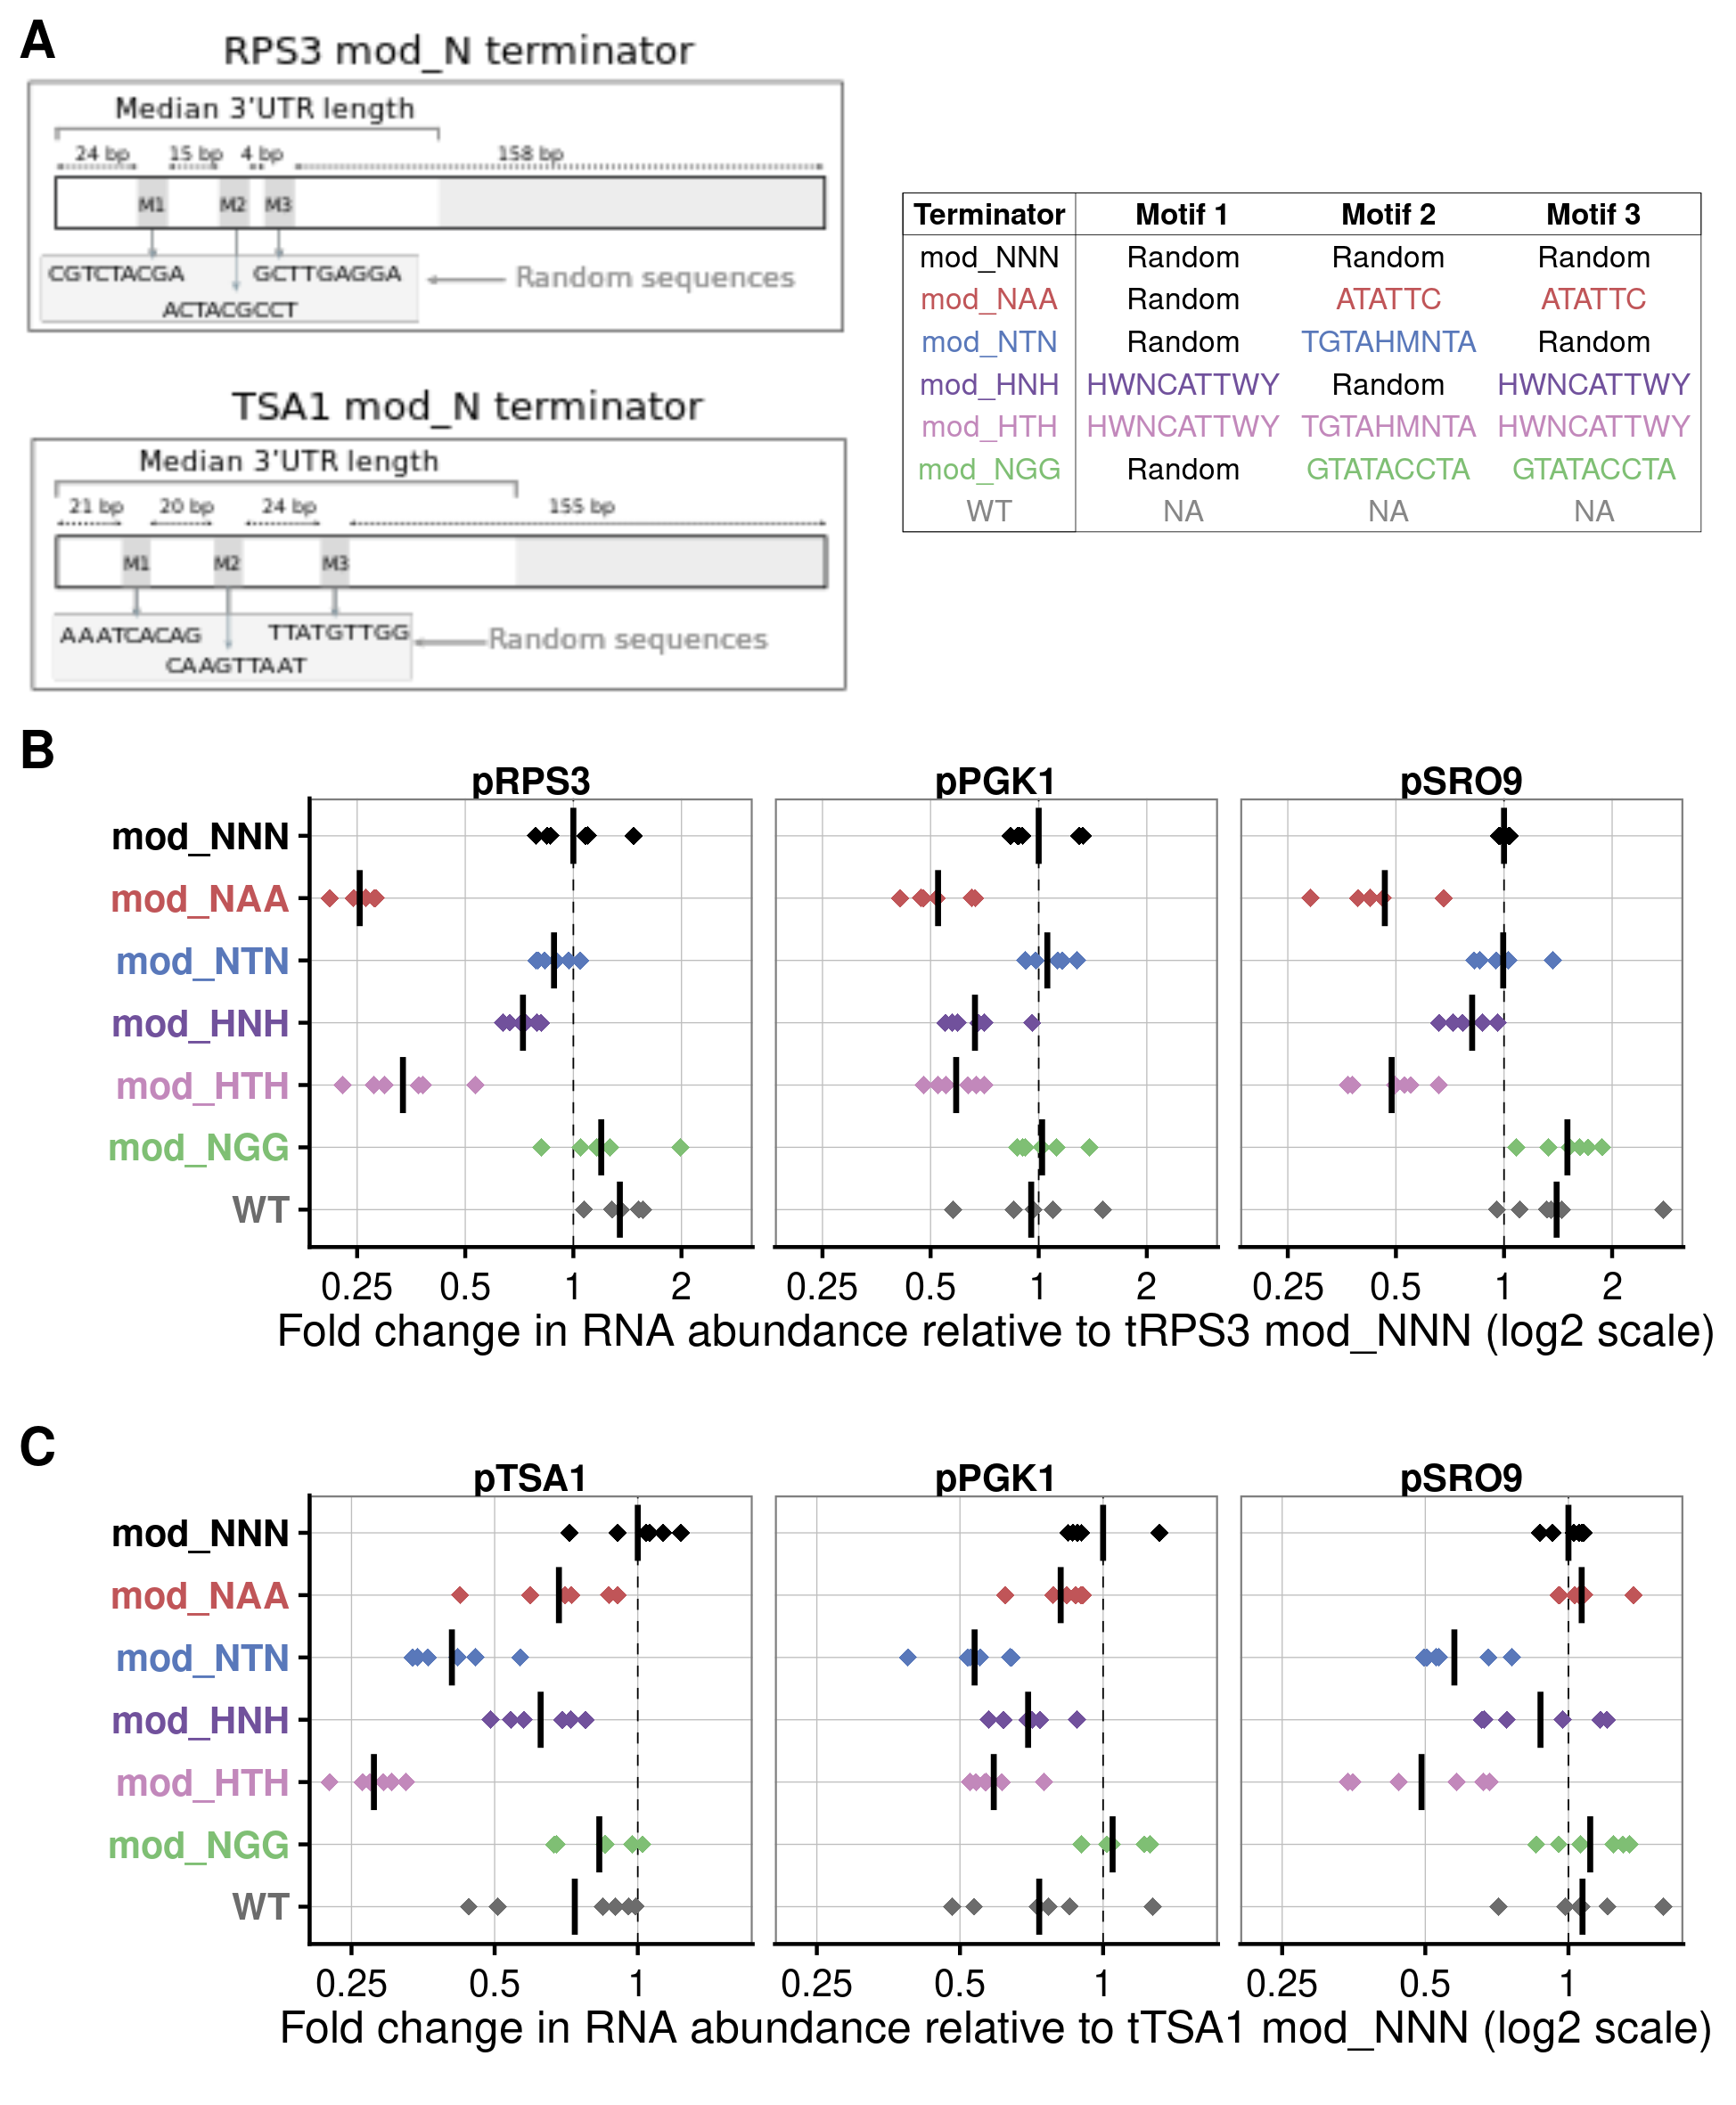 A
RPS3 mod_N terminator
Median 3'UTR length
24 bp 15 bp 4 bp 158 bp
M1 M2 M3
CGTCTACGA GCTTGAGGA Random sequences
ACTACGCCT
TSA1 mod_N terminator
Median 3'UTR length
21 bp 20 bp 24 bp 155 bp
M1 M2 M3
AAATCACAG TTATGTTGG Random sequences
CAAGTTAAT
Terminator Motif 1 Motif 2 Motif 3
mod_NNN Random Random Random
mod_NAA Random ATATTC ATATTC
mod_NTN Random TGTAHMNTA Random
mod_HNH HWNCATTWY Random HWNCATTWY
mod_HTH HWNCATTWY TGTAHMNTA HWNCATTWY
mod_NGG Random GTATACCTA GTATACCTA
WT NA NA NA
B
pRPS3 pPGK1 pSRO9
mod_NNN
mod_NAA
mod_NTN
mod_HNH
mod_HTH
mod_NGG
WT
0.25 0.5 1 2 0.25 0.5 1 2 0.25 0.5 1 2
Fold change in RNA abundance relative to tRPS3 mod_NNN (log2 scale)
C
pTSA1 pPGK1 pSRO9
mod_NNN
mod_NAA
mod_NTN
mod_HNH
mod_HTH
mod_NGG
WT
0.25 0.5 1 0.25 0.5 1 0.25 0.5 1
Fold change in RNA abundance relative to tTSA1 mod_NNN (log2 scale)